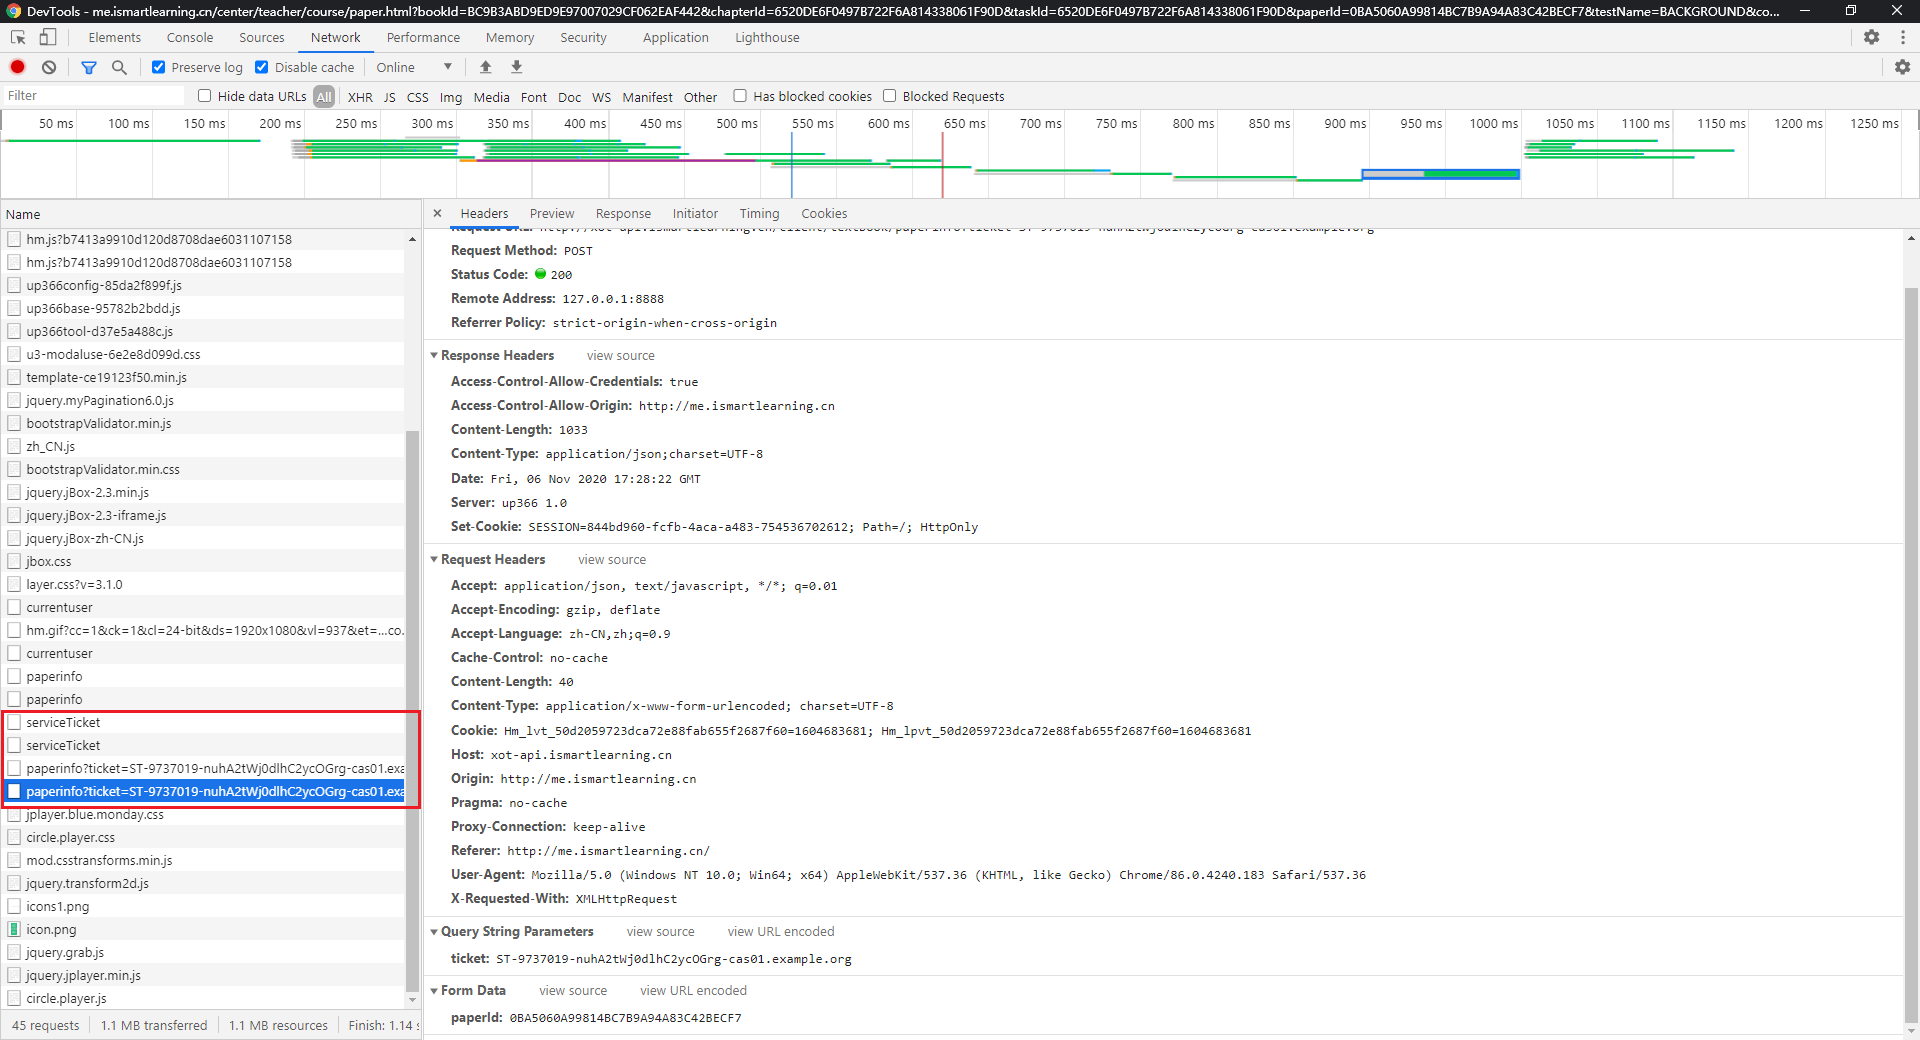 DevTools - me.ismartlearning.cn/center/teacher/course/paper.html?bookId=BC9B3ABD9ED9E97007029CF062EAF442&chapterId=6520DE6F0497B722F6A814338061F90D&taskId=6520DE6F0497B722F6A814338061F90D&paperId=0BA5060A99814BC7B9A94A83C42BECF7&testName=BACKGROUND&co...
Elements Console Sources Network Performance Memory Security Application Lighthouse
Preserve log Disable cache Online
Filter Hide data URLs All XHR JS CSS Img Media Font Doc WS Manifest Other Has blocked cookies Blocked Requests
50 ms 100 ms 150 ms 200 ms 250 ms 300 ms 350 ms 400 ms 450 ms 500 ms 550 ms 600 ms 650 ms 700 ms 750 ms 800 ms 850 ms 900 ms 950 ms 1000 ms 1050 ms 1100 ms 1150 ms 1200 ms 1250 ms
Name
hm.js?b7413a9910d120d8708dae6031107158
hm.js?b7413a9910d120d8708dae6031107158
up366config-85da2f899f.js
up366base-95782b2bdd.js
up366tool-d37e5a488c.js
u3-modaluse-6e2e8d099d.css
template-ce19123f50.min.js
jquery.myPagination6.0.js
bootstrapValidator.min.js
zh_CN.js
bootstrapValidator.min.css
jquery.jBox-2.3.min.js
jquery.jBox-2.3-iframe.js
jquery.jBox-zh-CN.js
jbox.css
layer.css?v=3.1.0
currentuser
hm.gif?cc=1&ck=1&cl=24-bit&ds=1920x1080&vl=937&et=...co.
currentuser
paperinfo
paperinfo
serviceTicket
serviceTicket
paperinfo?ticket=ST-9737019-nuhA2tWj0dlhC2ycOGrg-cas01.exa
paperinfo?ticket=ST-9737019-nuhA2tWj0dlhC2ycOGrg-cas01.exa
jplayer.blue.monday.css
circle.player.css
mod.csstransforms.min.js
jquery.transform2d.js
icons1.png
icon.png
jquery.grab.js
jquery.jplayer.min.js
circle.player.js
45 requests 1.1 MB transferred 1.1 MB resources Finish: 1.14 s
Headers Preview Response Initiator Timing Cookies
Request URL: http://xot-api.ismartlearning.cn/client/textbook/paperinfo?ticket=ST-9737019-nuhA2tWj0dlhC2ycOGrg-cas01.example.org
Request Method: POST
Status Code: 200
Remote Address: 127.0.0.1:8888
Referrer Policy: strict-origin-when-cross-origin
Response Headers view source
Access-Control-Allow-Credentials: true
Access-Control-Allow-Origin: http://me.ismartlearning.cn
Content-Length: 1033
Content-Type: application/json;charset=UTF-8
Date: Fri, 06 Nov 2020 17:28:22 GMT
Server: up366 1.0
Set-Cookie: SESSION=844bd960-fcfb-4aca-a483-754536702612; Path=/; HttpOnly
Request Headers view source
Accept: application/json, text/javascript, */*; q=0.01
Accept-Encoding: gzip, deflate
Accept-Language: zh-CN,zh;q=0.9
Cache-Control: no-cache
Content-Length: 40
Content-Type: application/x-www-form-urlencoded; charset=UTF-8
Cookie: Hm_lvt_50d2059723dca72e88fab655f2687f60=1604683681; Hm_lpvt_50d2059723dca72e88fab655f2687f60=1604683681
Host: xot-api.ismartlearning.cn
Origin: http://me.ismartlearning.cn
Pragma: no-cache
Proxy-Connection: keep-alive
Referer: http://me.ismartlearning.cn/
User-Agent: Mozilla/5.0 (Windows NT 10.0; Win64; x64) AppleWebKit/537.36 (KHTML, like Gecko) Chrome/86.0.4240.183 Safari/537.36
X-Requested-With: XMLHttpRequest
Query String Parameters view source view URL encoded
ticket: ST-9737019-nuhA2tWj0dlhC2ycOGrg-cas01.example.org
Form Data view source view URL encoded
paperId: 0BA5060A99814BC7B9A94A83C42BECF7